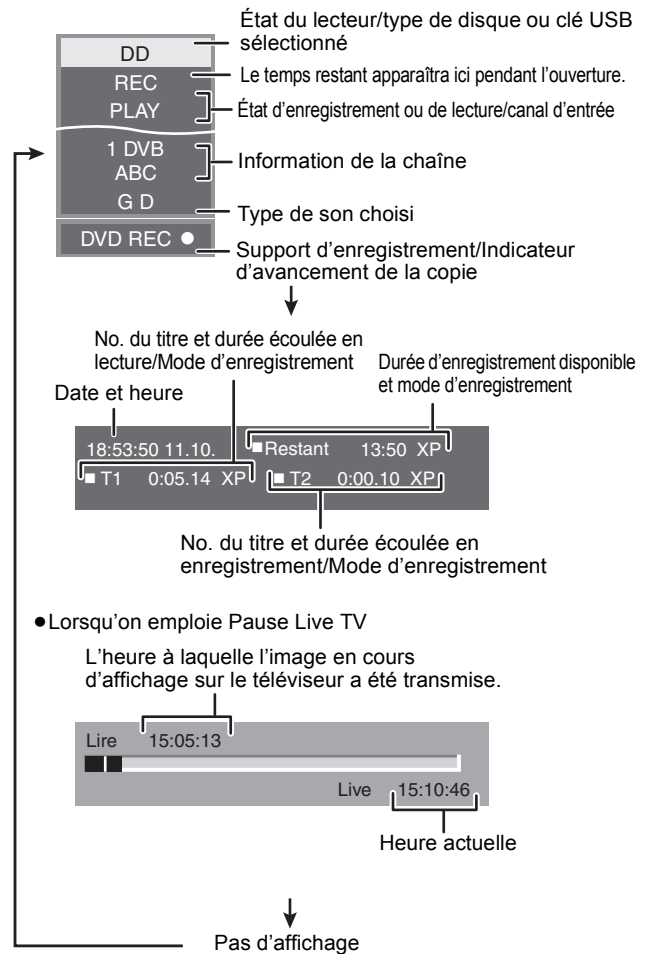 État du lecteur/type de disque ou clé USB
sélectionné
DD
REC
Le temps restant apparaîtra ici pendant l'ouverture.
PLAY
État d'enregistrement ou de lecture/canal d'entrée
1 DVB
ABC
Information de la chaîne
G D
Type de son choisi
DVD REC ●
Support d'enregistrement/Indicateur
d'avancement de la copie
No. du titre et durée écoulée en
lecture/Mode d'enregistrement
Durée d'enregistrement disponible
et mode d'enregistrement
Date et heure
18:53:50 11.10. ■Restant 13:50 XP
■ T1 0:05.14 XP ■ T2 0:00.10 XP
No. du titre et durée écoulée en
enregistrement/Mode d'enregistrement
●Lorsqu'on emploie Pause Live TV
L'heure à laquelle l'image en cours
d'affichage sur le téléviseur a été transmise.
Lire 15:05:13
Live 15:10:46
Heure actuelle
Pas d'affichage